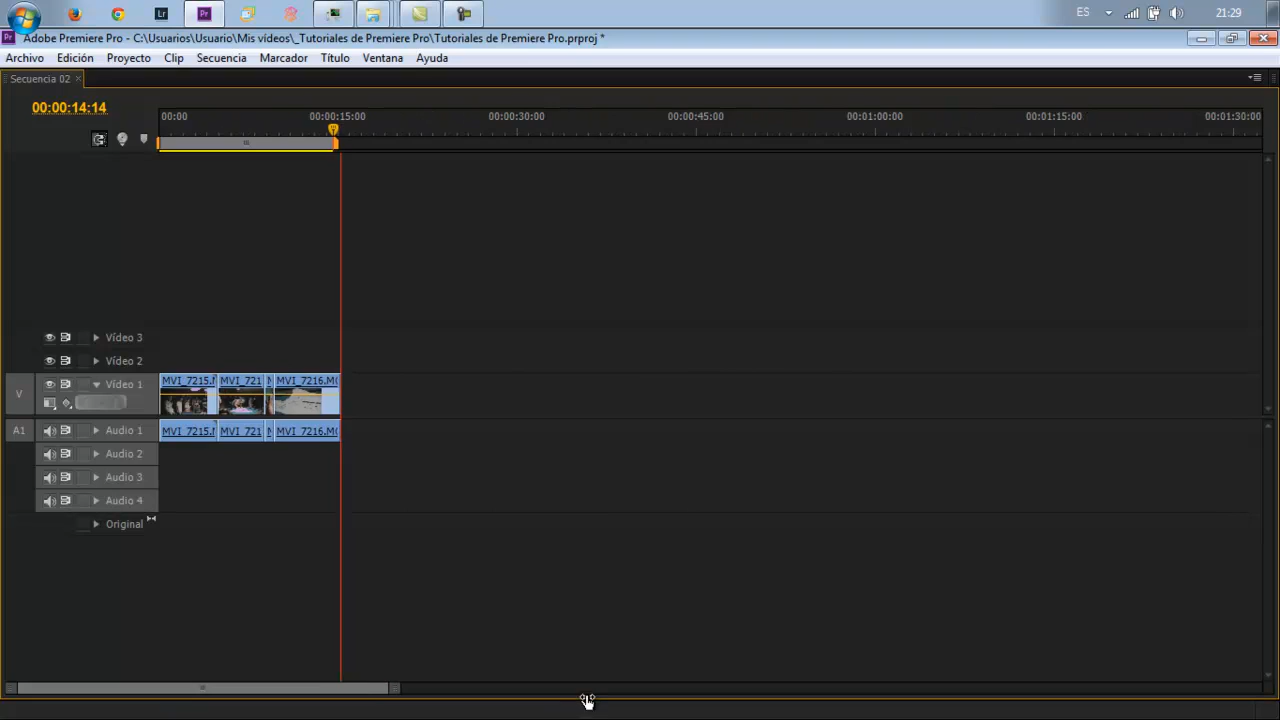 Lr Pr ES 21:29
Pr Adobe Premiere Pro - C:\Usuarios\Usuario\Mis vídeos\_Tutoriales de Premiere Pro\Tutoriales de Premiere Pro.prproj *
Archivo Edición Proyecto Clip Secuencia Marcador Título Ventana Ayuda
Secuencia 02 ×
00:00:14:14 00:00 00:00:15:00 00:00:30:00 00:00:45:00 00:01:00:00 00:01:15:00 00:01:30:00
Vídeo 3
Vídeo 2
V Vídeo 1 MVI_7215.M MVI_721 MVI_7216.M
A1 Audio 1 MVI_7215.M MVI_721 MVI_7216.M
Audio 2
Audio 3
Audio 4
Original